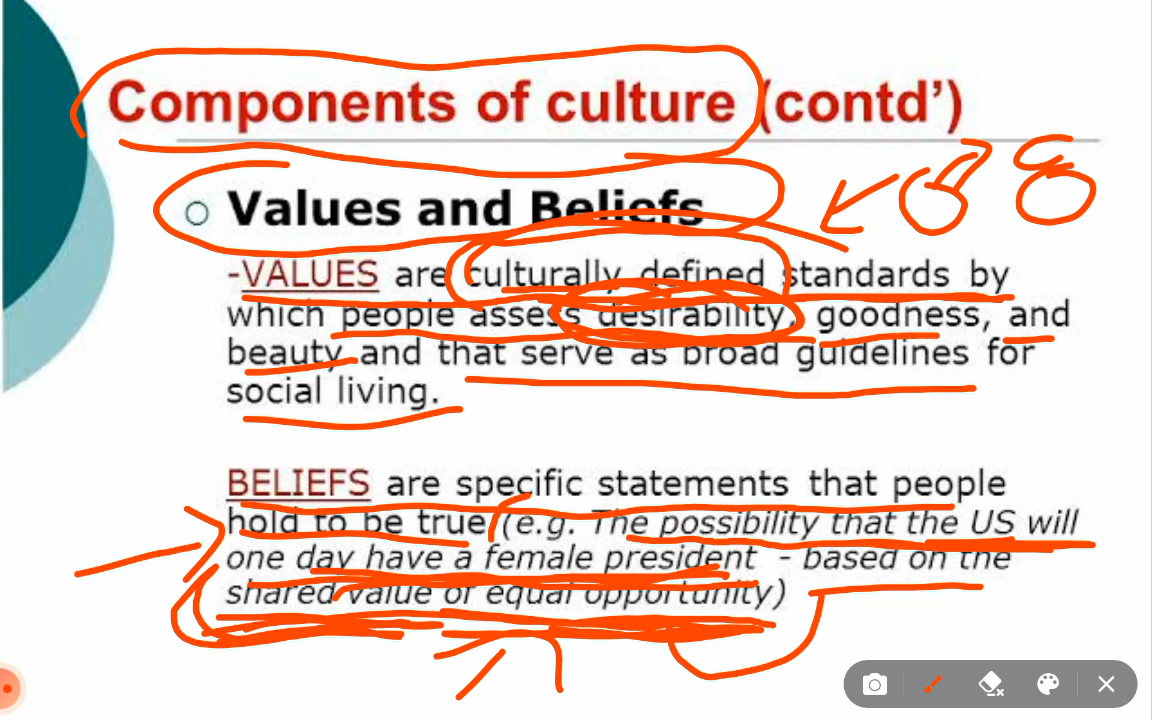 Components of culture (contd’)
Values and Beliefs
-VALUES are culturally defined standards by
which people assess desirability, goodness, and
beauty and that serve as broad guidelines for
social living.
BELIEFS are specific statements that people
hold to be true (e.g. The possibility that the US will
one day have a female president - based on the
shared value of equal opportunity)